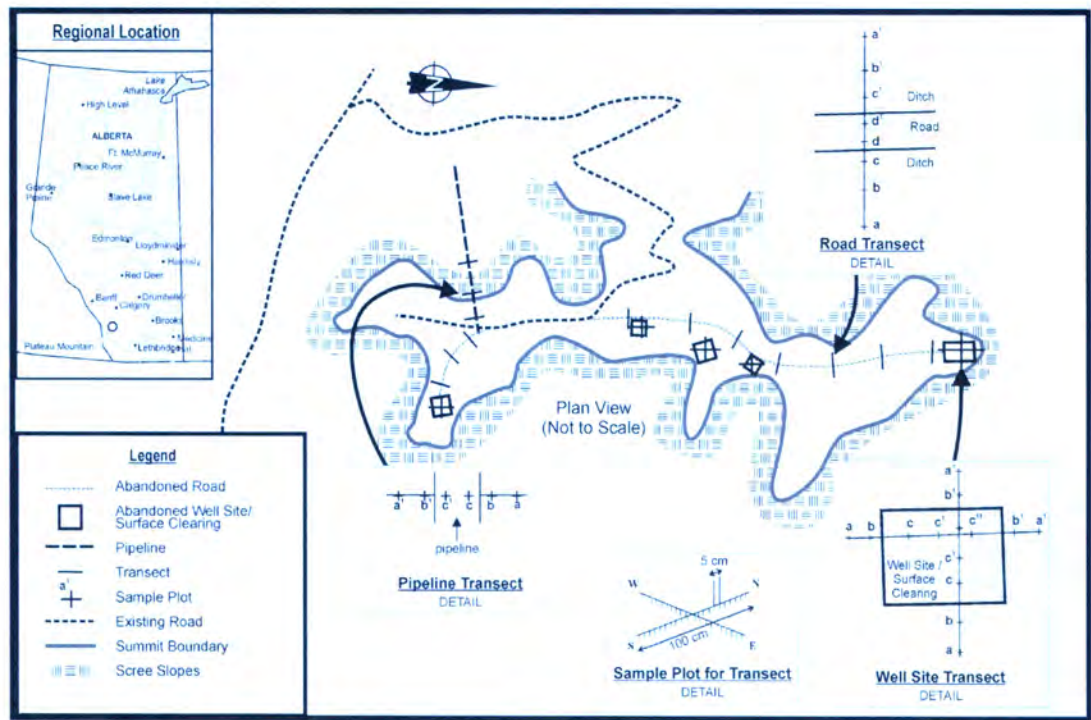 Regional Location
Lake
Athabasca
High Level
ALBERTA
Ft. McMurray
Peace River
Grande
Prairie
Slave Lake
Edmonton
Lloydminster
Red Deer
Banff
Drumheller
Calgary
Brooks
Medicine
Plateau Mountain
Lethbridge
N
a'
b'
c' Ditch
d' Road
d
c Ditch
b
a
Road Transect
DETAIL
Plan View
(Not to Scale)
Legend
Abandoned Road
Abandoned Well Site/
Surface Clearing
Pipeline
Transect
a' Sample Plot
Existing Road
Summit Boundary
Scree Slopes
a' b' c' c b a
pipeline
Pipeline Transect
DETAIL
5 cm
W N
100 cm
S E
Sample Plot for Transect
DETAIL
a'
b'
a b c c' c" b' a'
c'
Well Site /
Surface
Clearing
c
b
a
Well Site Transect
DETAIL